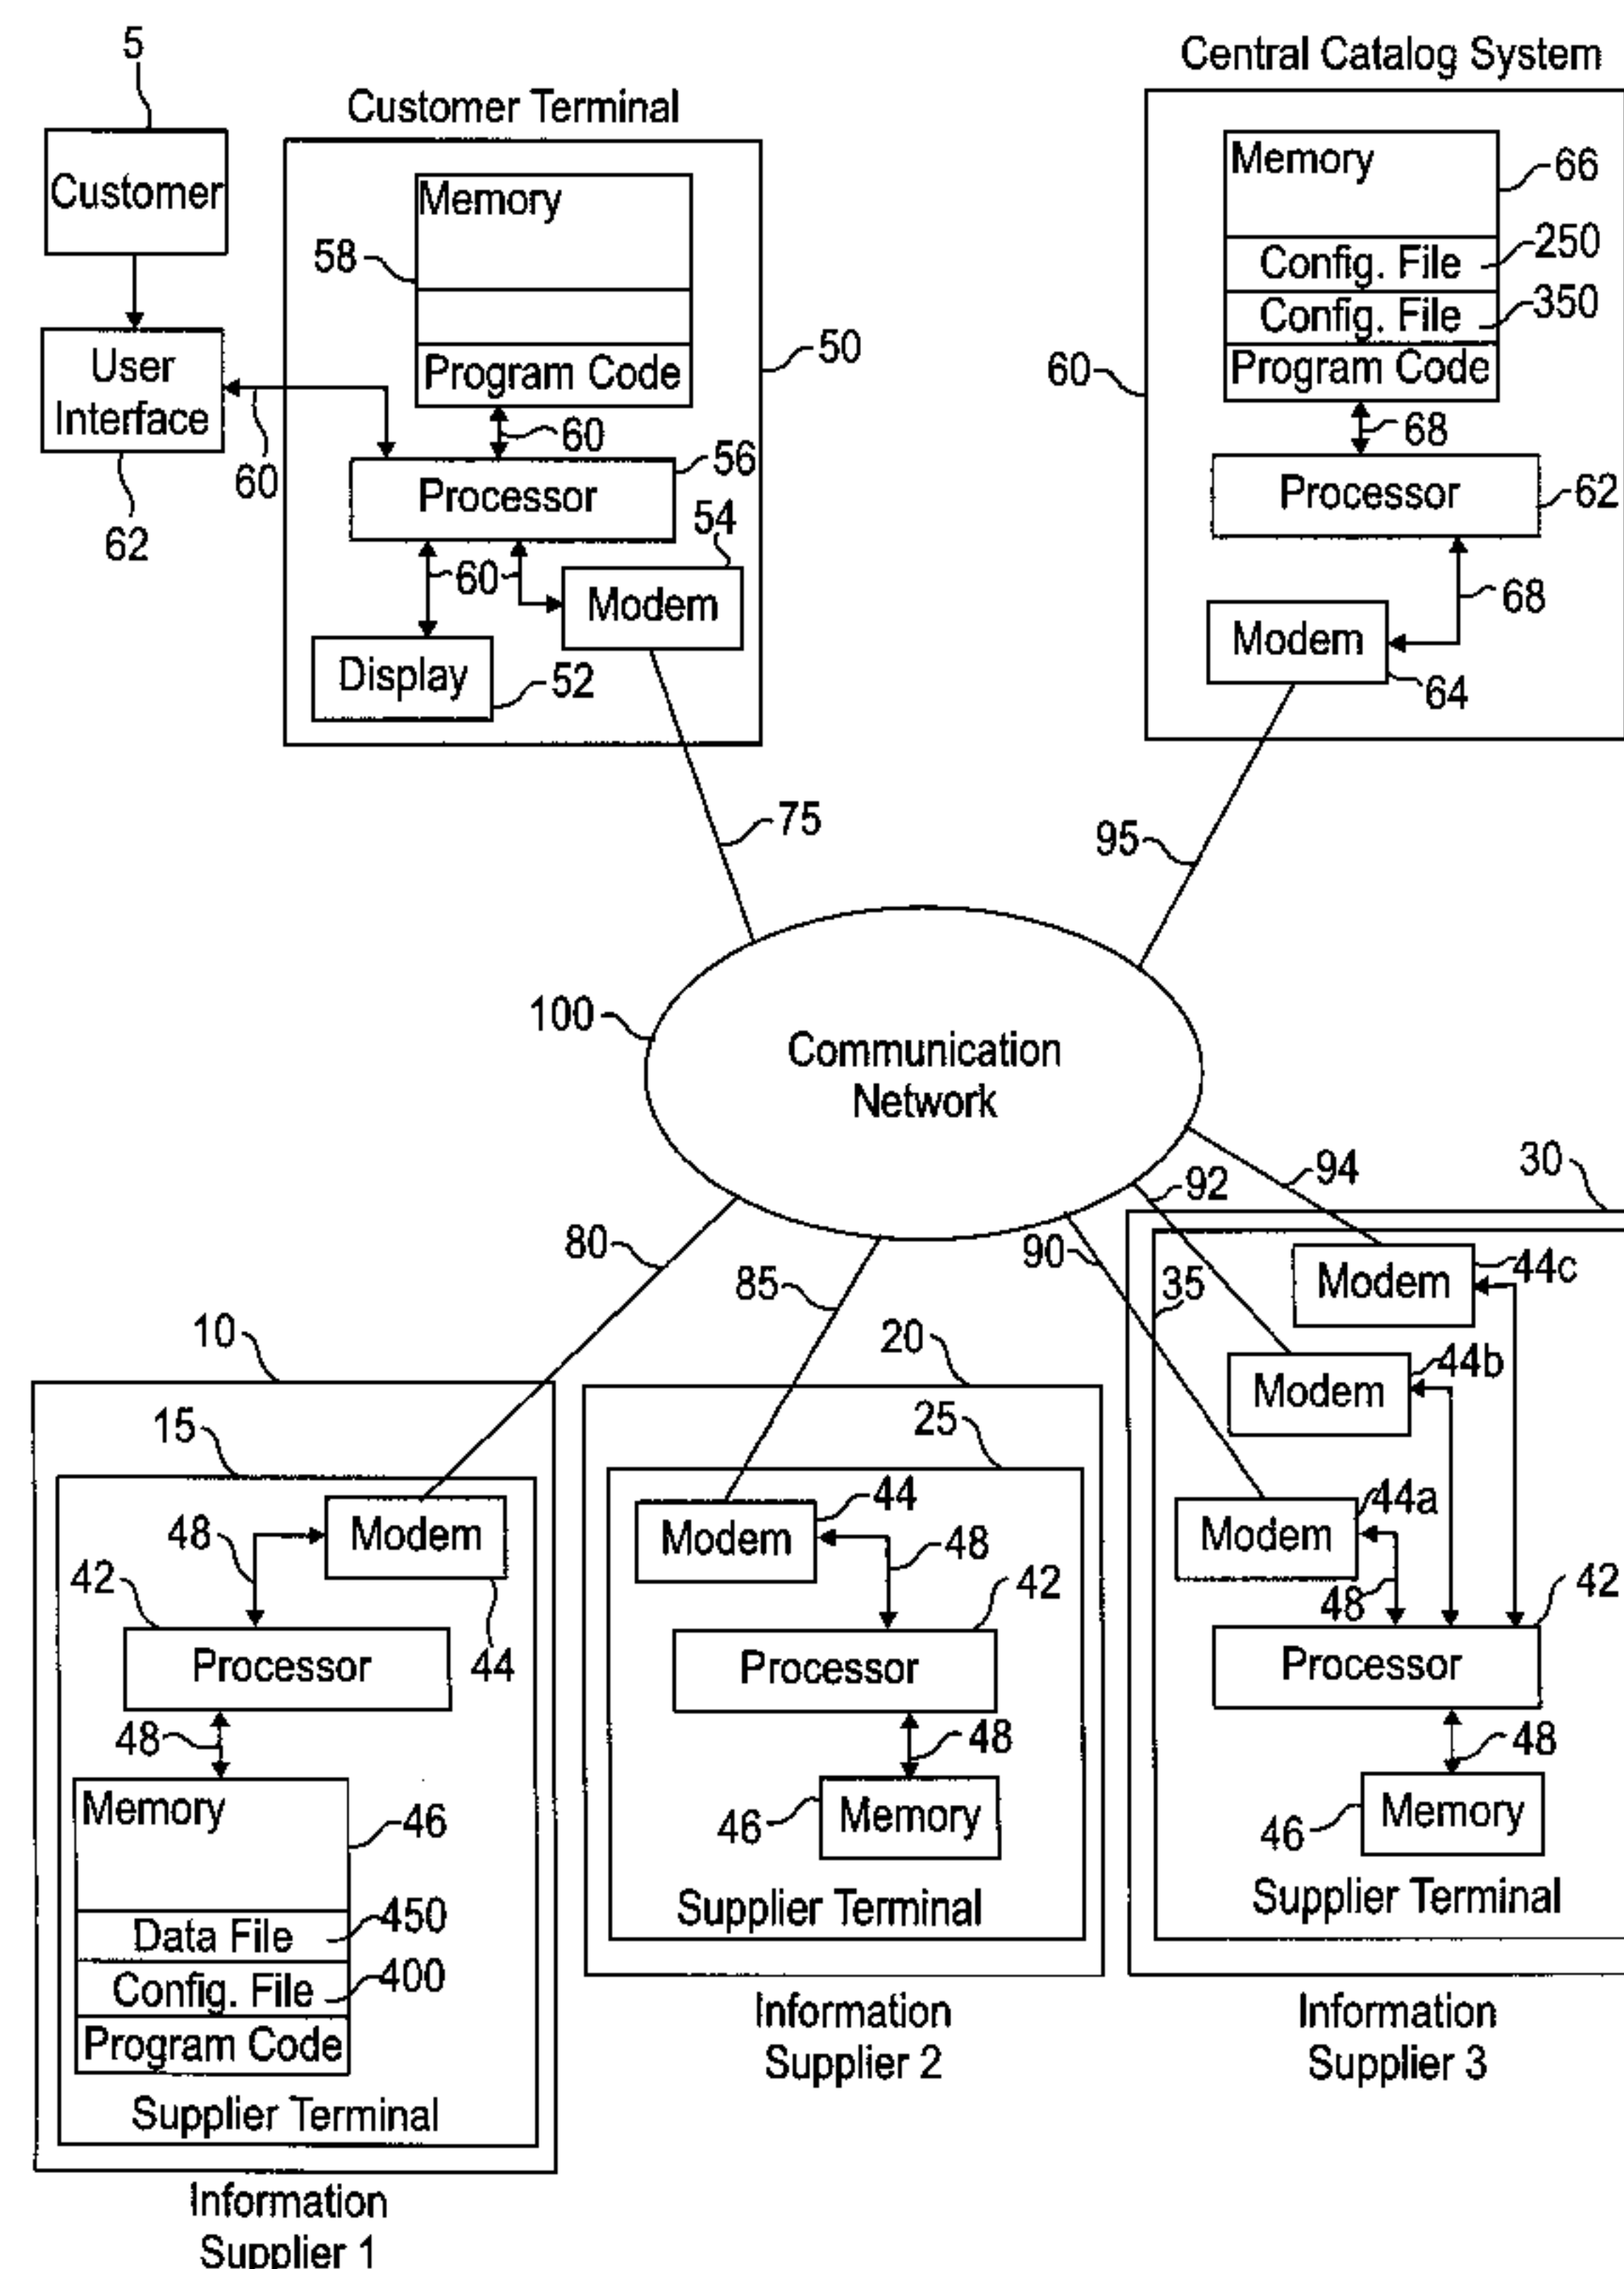 5
Customer
User
Interface
62
60
Customer Terminal
Memory
58
Program Code
50
60
56
Processor
54
60
Modem
Display
52
75
Central Catalog System
Memory
66
Config. File
250
Config. File
350
Program Code
60
68
Processor
62
68
Modem
64
95
100
Communication
Network
80
85
90
92
94
10
15
Modem
48
42
44
Processor
48
Memory
46
Data File
450
Config. File
400
Program Code
Supplier Terminal
Information
Supplier 1
20
25
44
Modem
48
42
Processor
48
46
Memory
Supplier Terminal
Information
Supplier 2
30
35
Modem
44c
Modem
44b
Modem
44a
48
42
Processor
48
46
Memory
Supplier Terminal
Information
Supplier 3